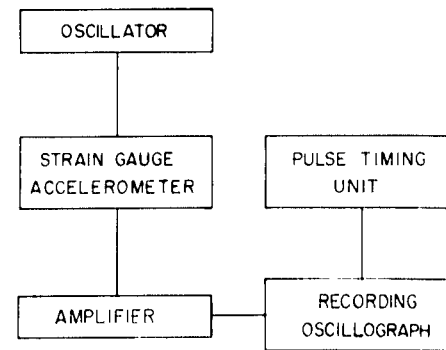 OSCILLATOR
STRAIN GAUGE
ACCELEROMETER
PULSE TIMING
UNIT
AMPLIFIER
RECORDING
OSCILLOGRAPH